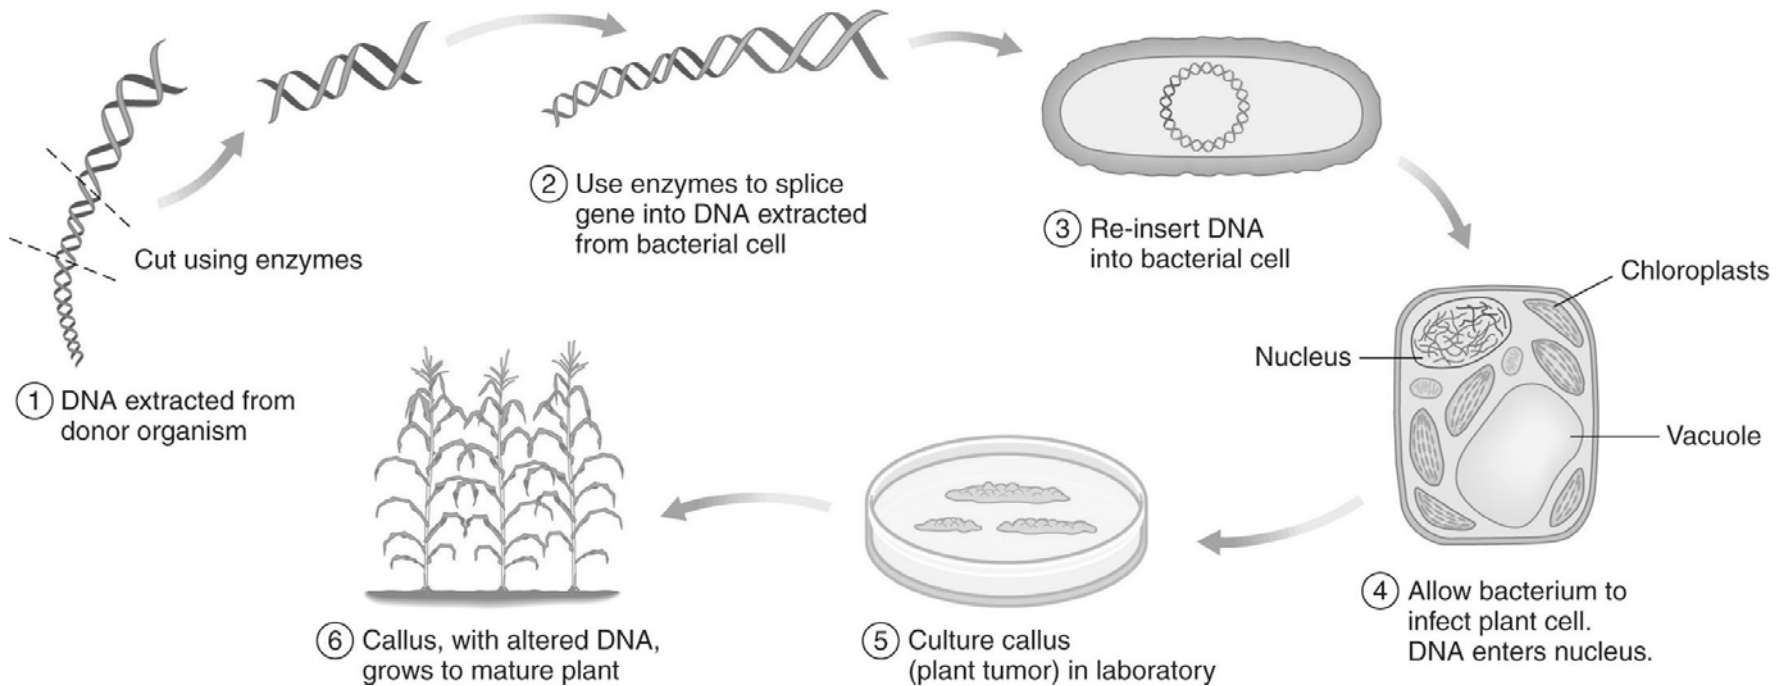 Cut using enzymes
① DNA extracted from
donor organism
② Use enzymes to splice
gene into DNA extracted
from bacterial cell
③ Re-insert DNA
into bacterial cell
Chloroplasts
Nucleus
Vacuole
④ Allow bacterium to
infect plant cell.
DNA enters nucleus.
⑤ Culture callus
(plant tumor) in laboratory
⑥ Callus, with altered DNA,
grows to mature plant